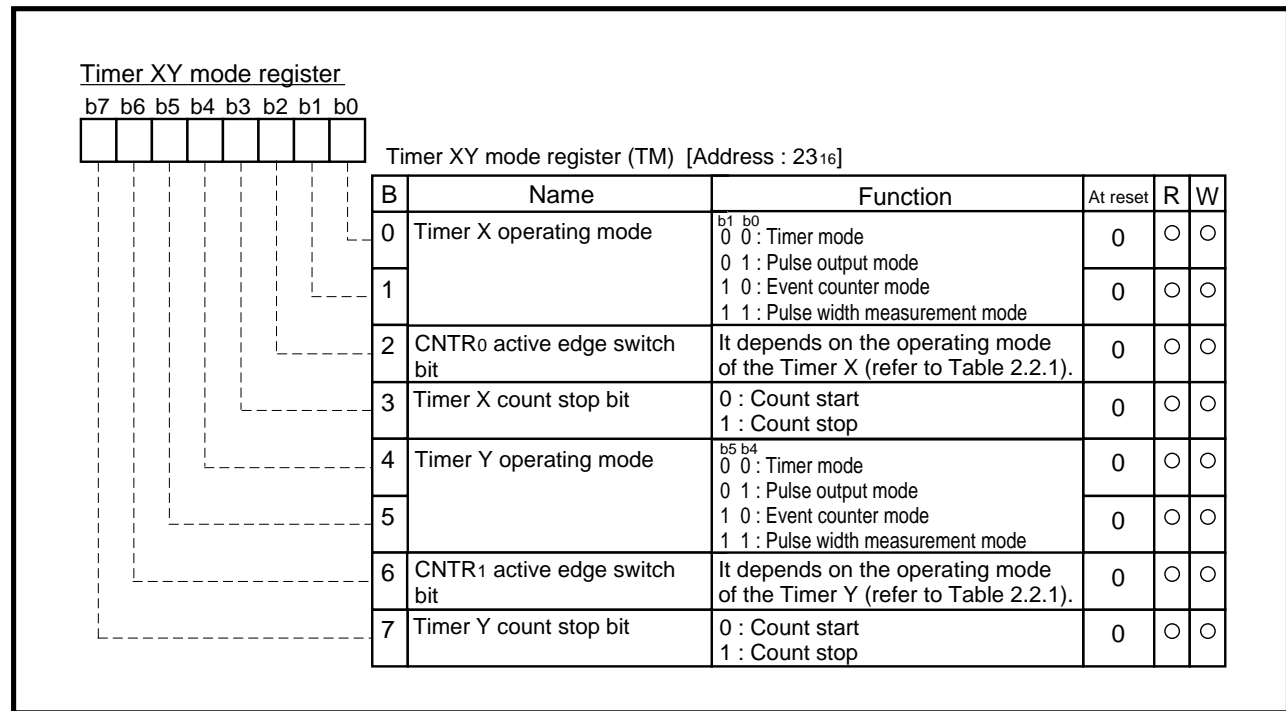 Timer XY mode register
b7 b6 b5 b4 b3 b2 b1 b0
Timer XY mode register (TM) [Address : 2316]
B Name Function At reset R W
0 Timer X operating mode b1 b0
0 0 : Timer mode 0 ○ ○
0 1 : Pulse output mode
1 1 0 : Event counter mode 0 ○ ○
1 1 : Pulse width measurement mode
2 CNTR0 active edge switch It depends on the operating mode 0 ○ ○
bit of the Timer X (refer to Table 2.2.1).
3 Timer X count stop bit 0 : Count start 0 ○ ○
1 : Count stop
4 Timer Y operating mode b5 b4
0 0 : Timer mode 0 ○ ○
0 1 : Pulse output mode
5 1 0 : Event counter mode 0 ○ ○
1 1 : Pulse width measurement mode
6 CNTR1 active edge switch It depends on the operating mode 0 ○ ○
bit of the Timer Y (refer to Table 2.2.1).
7 Timer Y count stop bit 0 : Count start 0 ○ ○
1 : Count stop